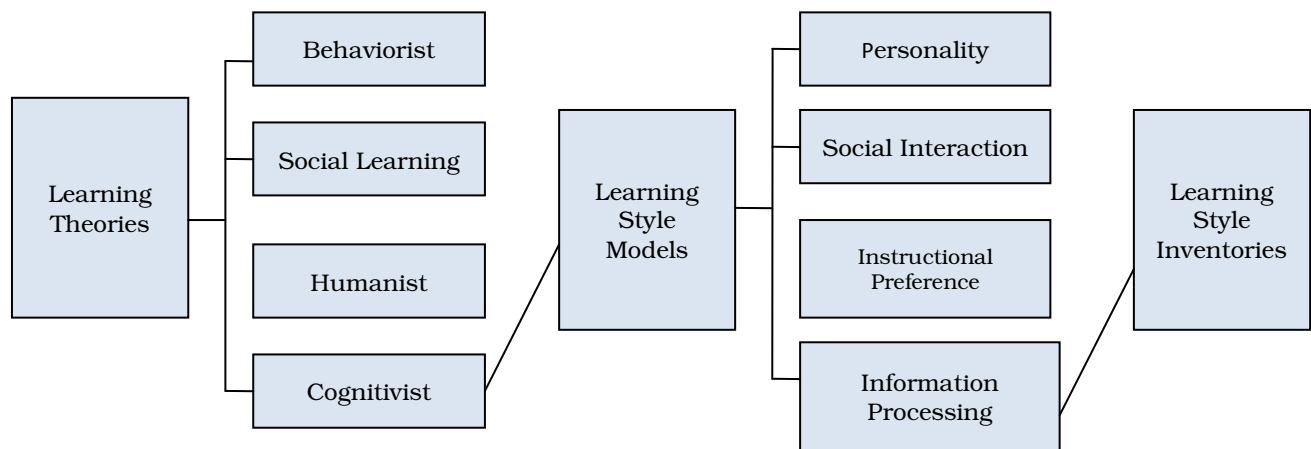 Learning
Theories
Behaviorist
Social Learning
Humanist
Cognitivist
Learning
Style
Models
Personality
Social Interaction
Instructional
Preference
Information
Processing
Learning
Style
Inventories